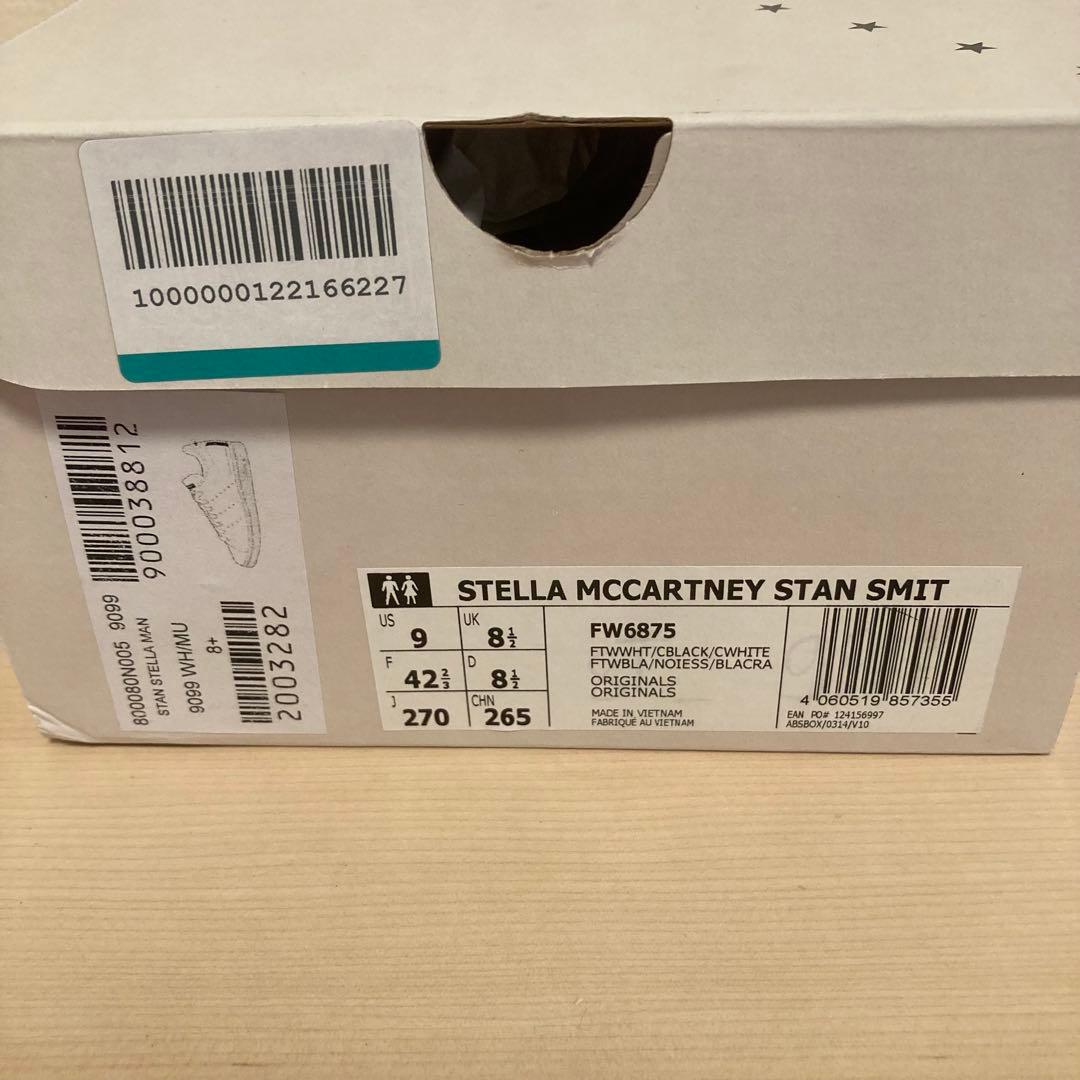 1000000122166227
900038812
800080N005 9099
STAN STELLA MAN
9099 WH/MU
8+
2003282
STELLA MCCARTNEY STAN SMIT
US 9 UK 8½
F 42⅔ D 8½
J 270 CHN 265
FW6875
FTWWHT/CBLACK/CWHITE
FTWBLA/NOIESS/BLACRA
ORIGINALS
ORIGINALS
MADE IN VIETNAM
FABRIQUÉ AU VIETNAM
4 060519 857355
EAN PO# 124156997
ABSBOX/0314/V10